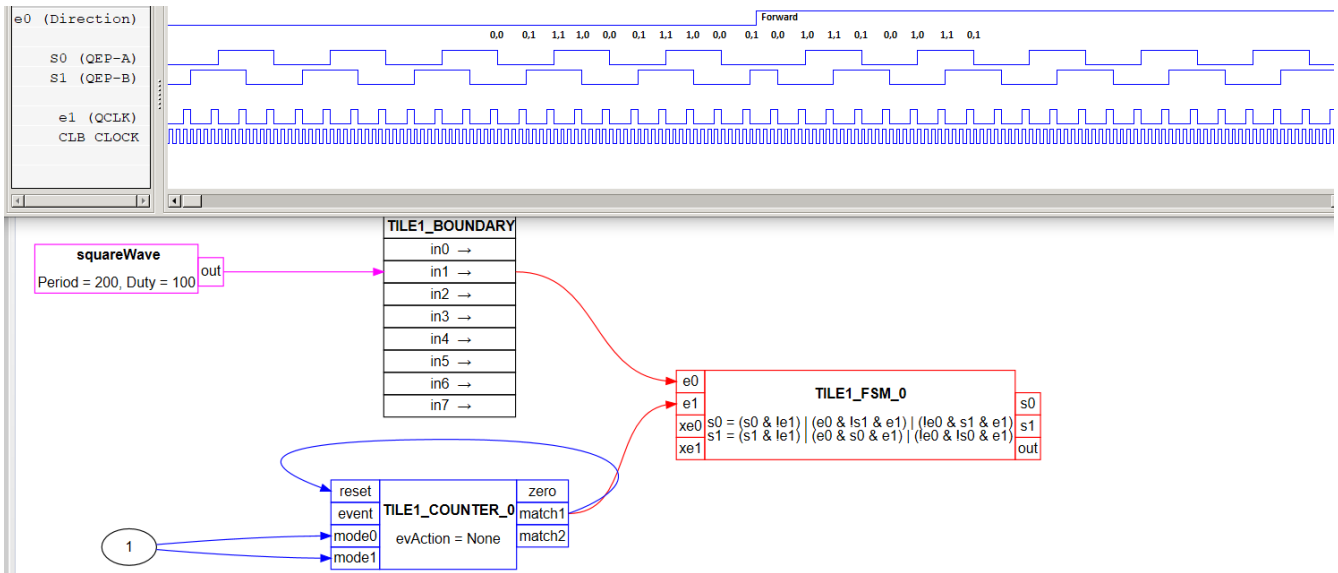 Forward
e0 (Direction)
0,0 0,1 1,1 1,0 0,0 0,1 1,1 1,0 0,0 0,1 0,0 1,0 1,1 0,1 0,0 1,0 1,1 0,1
S0 (QEP-A)
S1 (QEP-B)
e1 (QCLK)
CLB CLOCK
TILE1_BOUNDARY
in0 →
in1 →
in2 →
in3 →
in4 →
in5 →
in6 →
in7 →
squareWave
Period = 200, Duty = 100
out
e0
e1
xe0
xe1
TILE1_FSM_0
s0 = (s0 & !e1) | (e0 & !s1 & e1) | (!e0 & s1 & e1)
s1 = (s1 & !e1) | (e0 & s0 & e1) | (!e0 & !s0 & e1)
s0
s1
out
reset
event
mode0
mode1
TILE1_COUNTER_0
evAction = None
zero
match1
match2
1